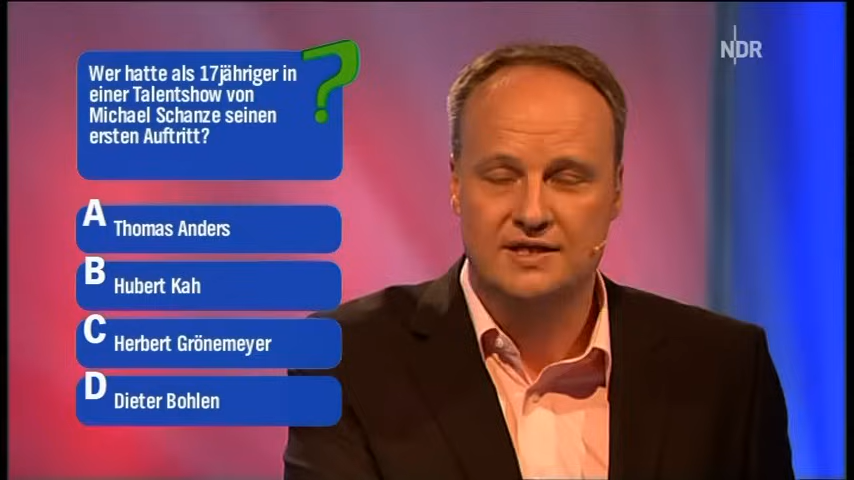 NDR
Wer hatte als 17jähriger in
einer Talentshow von
Michael Schanze seinen
ersten Auftritt?
?
A
Thomas Anders
B
Hubert Kah
C
Herbert Grönemeyer
D
Dieter Bohlen